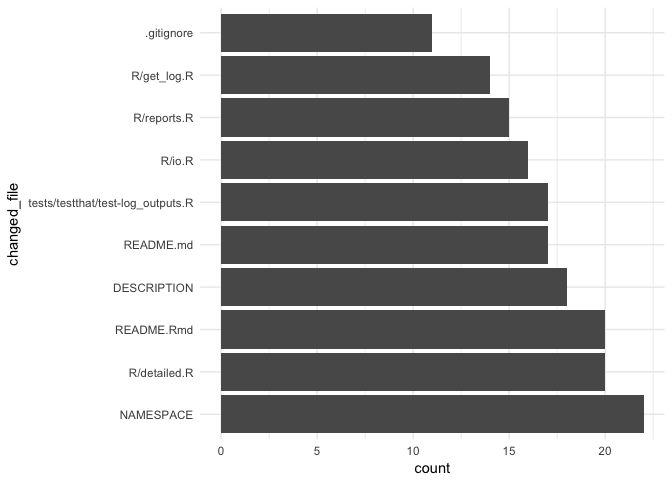 .gitignore
R/get_log.R
R/reports.R
R/io.R
tests/testthat/test-log_outputs.R
README.md
DESCRIPTION
README.Rmd
R/detailed.R
NAMESPACE
changed_file
0 5 10 15 20
count